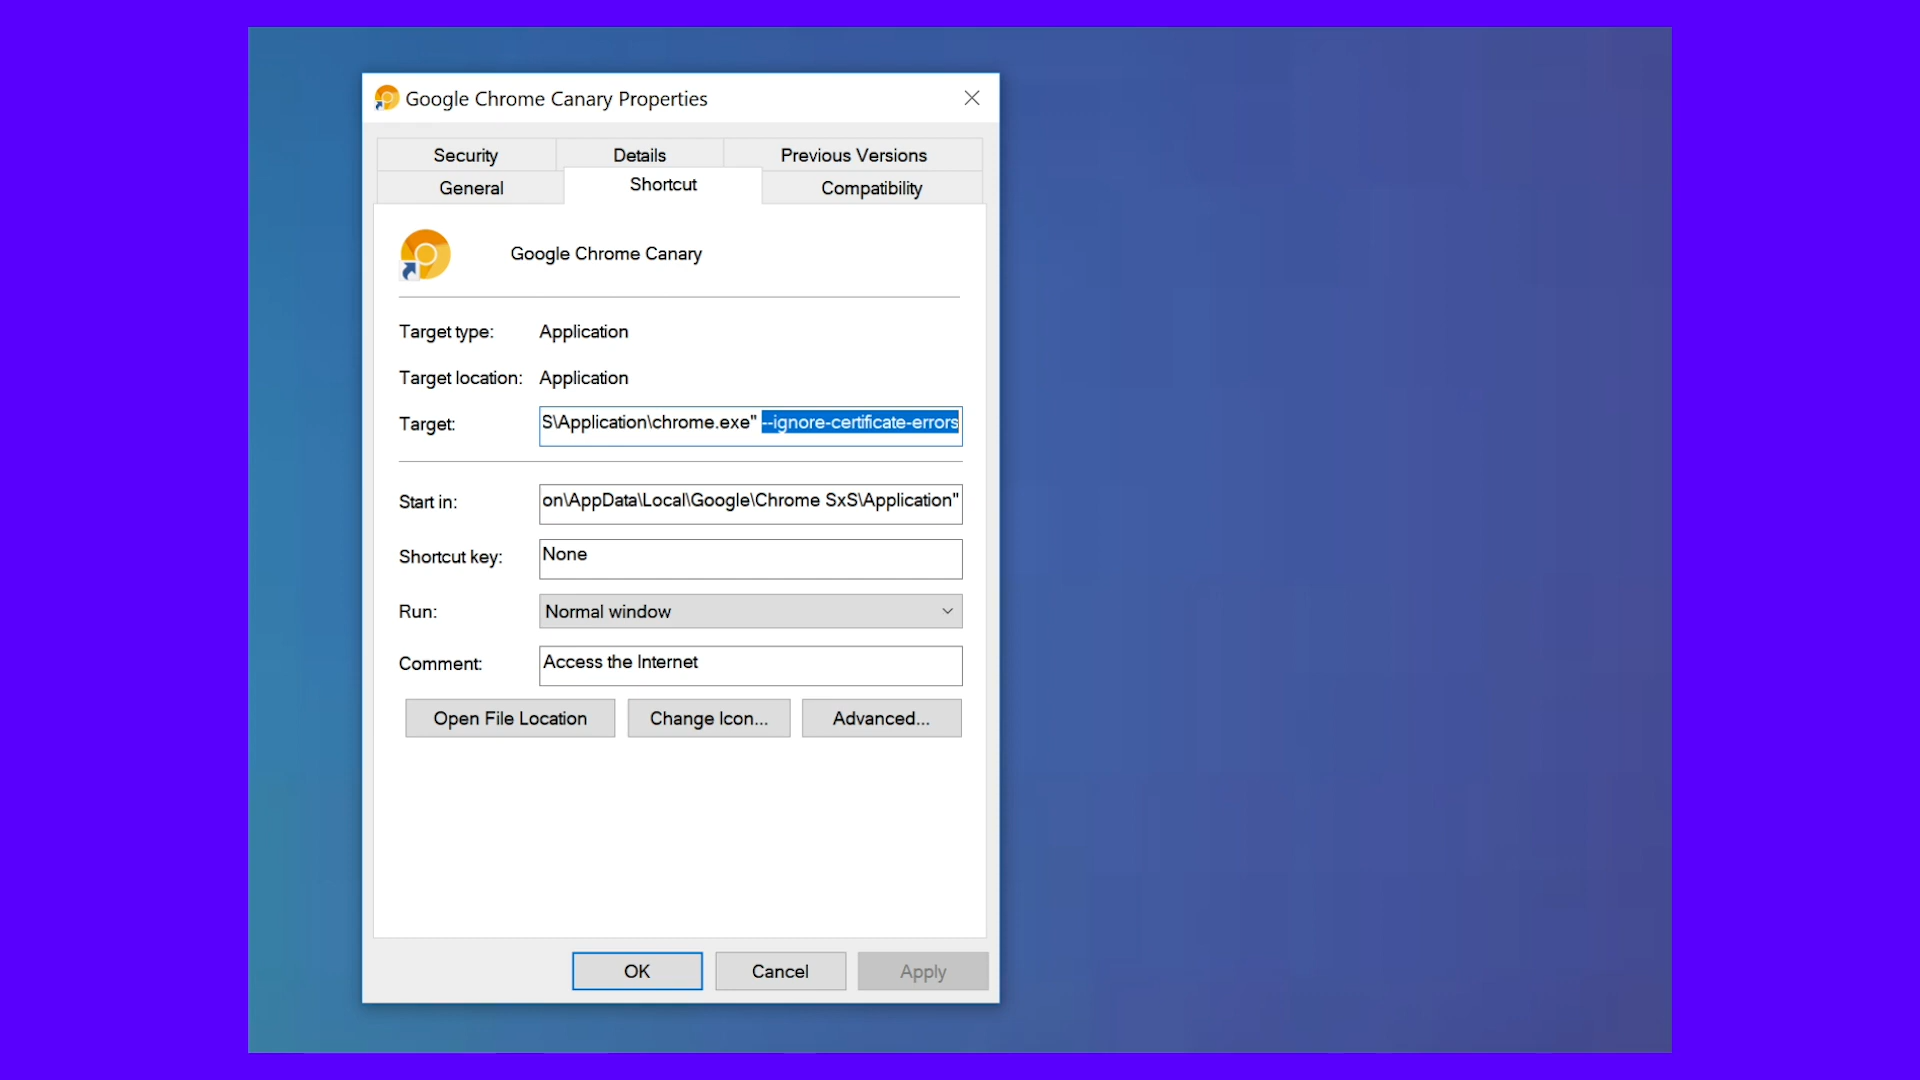 Google Chrome Canary Properties
Security Details Previous Versions
General Shortcut Compatibility
Google Chrome Canary
Target type: Application
Target location: Application
Target: S\Application\chrome.exe" --ignore-certificate-errors
Start in: on\AppData\Local\Google\Chrome SxS\Application"
Shortcut key: None
Run: Normal window
Comment: Access the Internet
Open File Location Change Icon... Advanced...
OK Cancel Apply